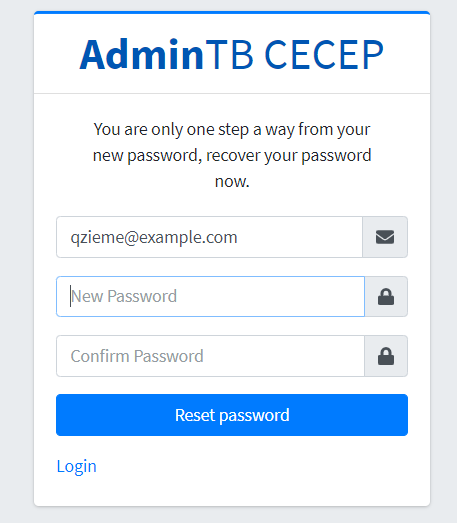 AdminTB CECEP
You are only one step a way from your
new password, recover your password
now.
qzieme@example.com
New Password
Confirm Password
Reset password
Login